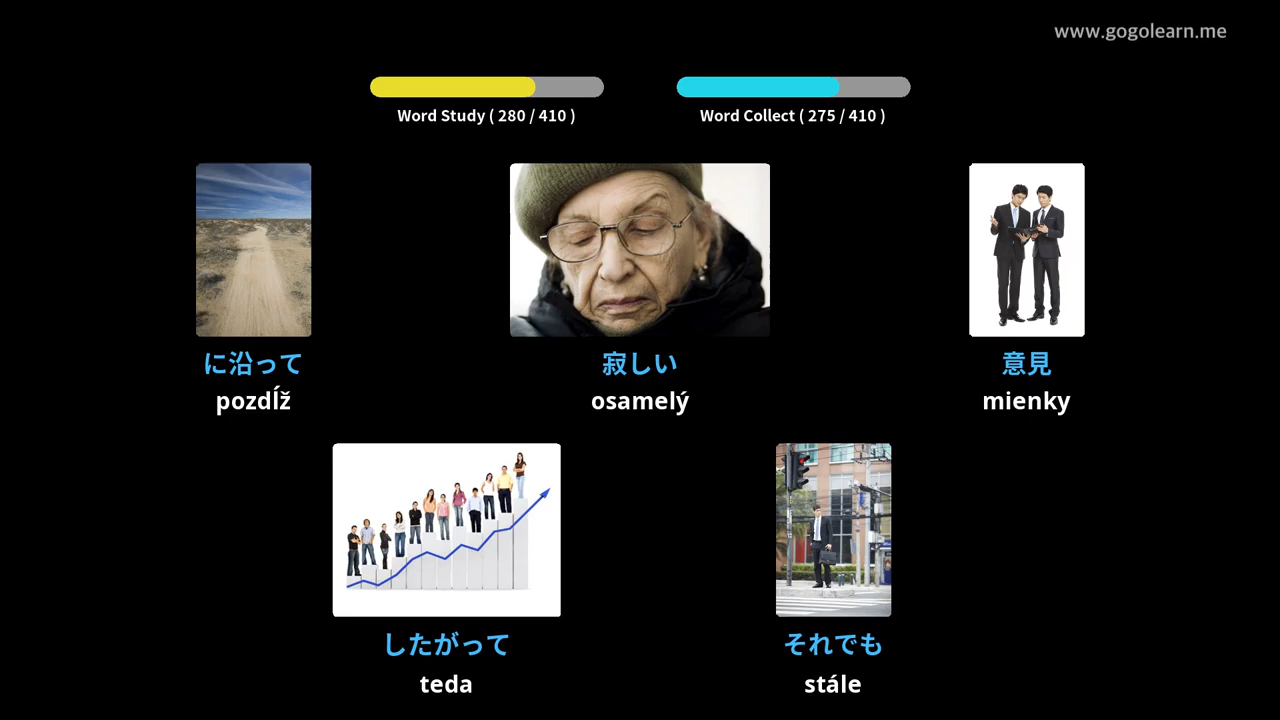 www.gogolearn.me
Word Study ( 280 / 410 )
Word Collect ( 275 / 410 )
に沿って
pozdĺž
寂しい
osamelý
意見
mienky
したがって
teda
それでも
stále